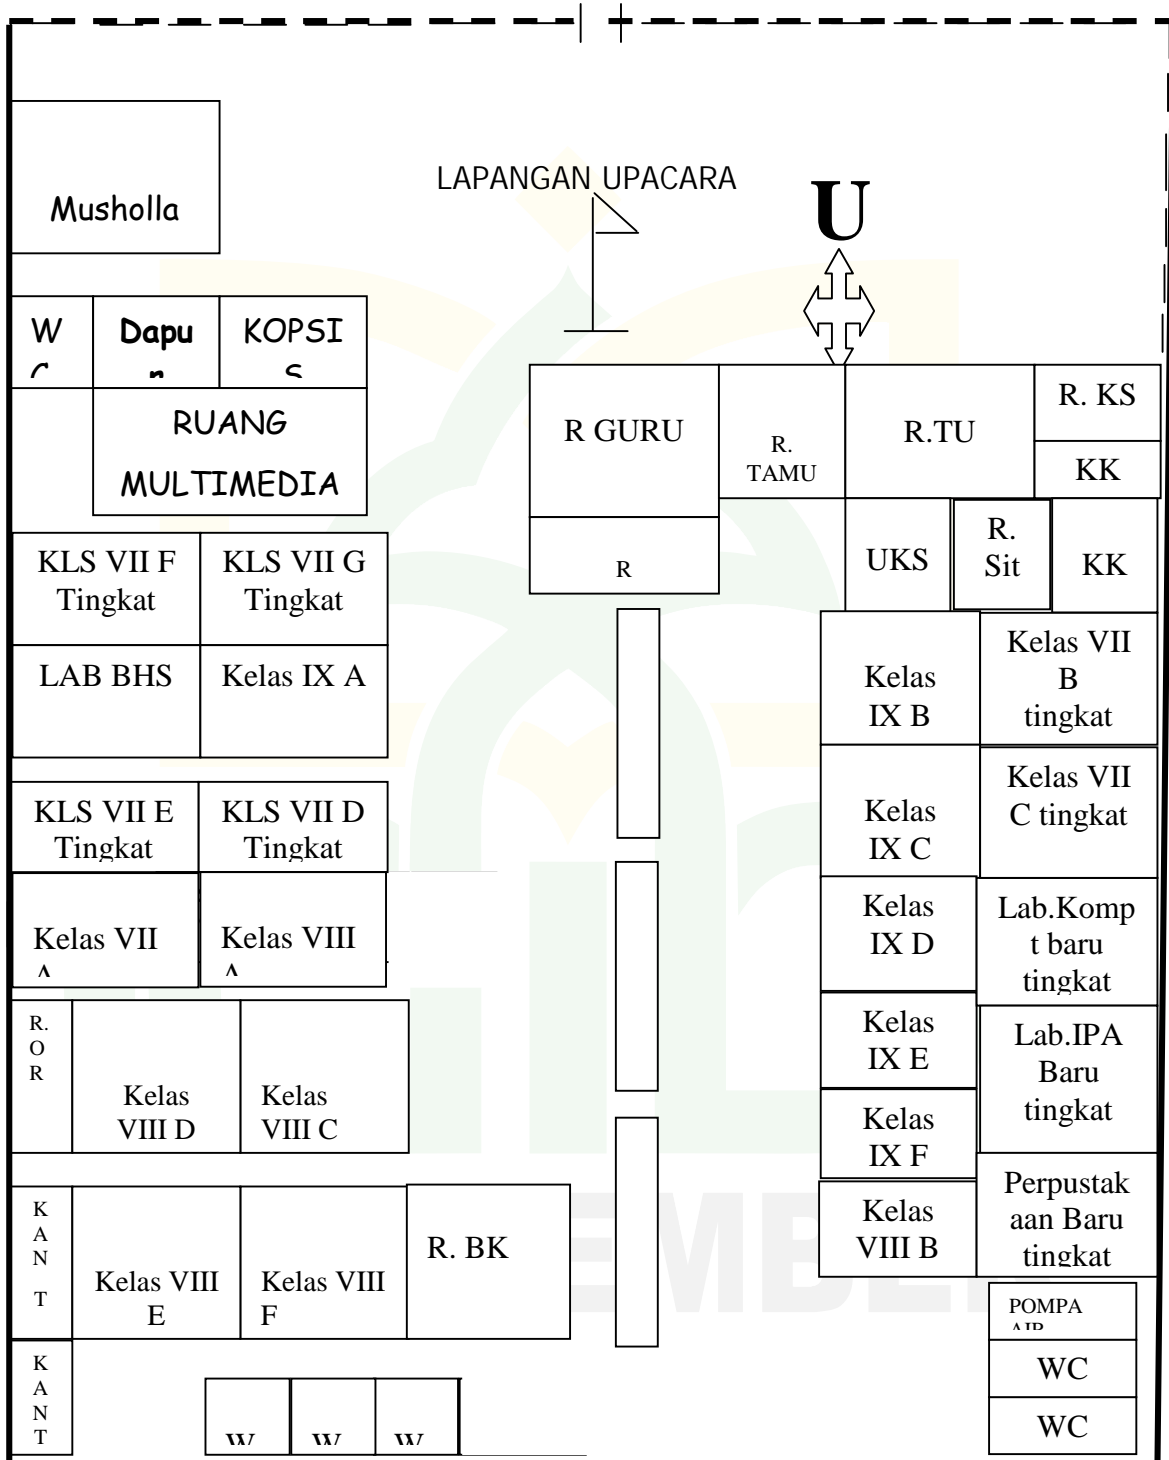 LAPANGAN UPACARA
U
Musholla
W
Dapu
KOPSI
RUANG
MULTIMEDIA
R GURU
R.
TAMU
R.TU
R. KS
KK
R
UKS
R.
Sit
KK
KLS VII F
Tingkat
KLS VII G
Tingkat
LAB BHS
Kelas IX A
KLS VII E
Tingkat
KLS VII D
Tingkat
Kelas VII
Kelas VIII
R.
O
R
Kelas
VIII D
Kelas
VIII C
K
A
N
T
Kelas VIII
E
Kelas VIII
F
R. BK
K
A
N
T
W
W
W
Kelas
IX B
Kelas VII
B
tingkat
Kelas
IX C
Kelas VII
C tingkat
Kelas
IX D
Lab.Komp
t baru
tingkat
Kelas
IX E
Lab.IPA
Baru
tingkat
Kelas
IX F
Kelas
VIII B
Perpustak
aan Baru
tingkat
POMPA
WC
WC